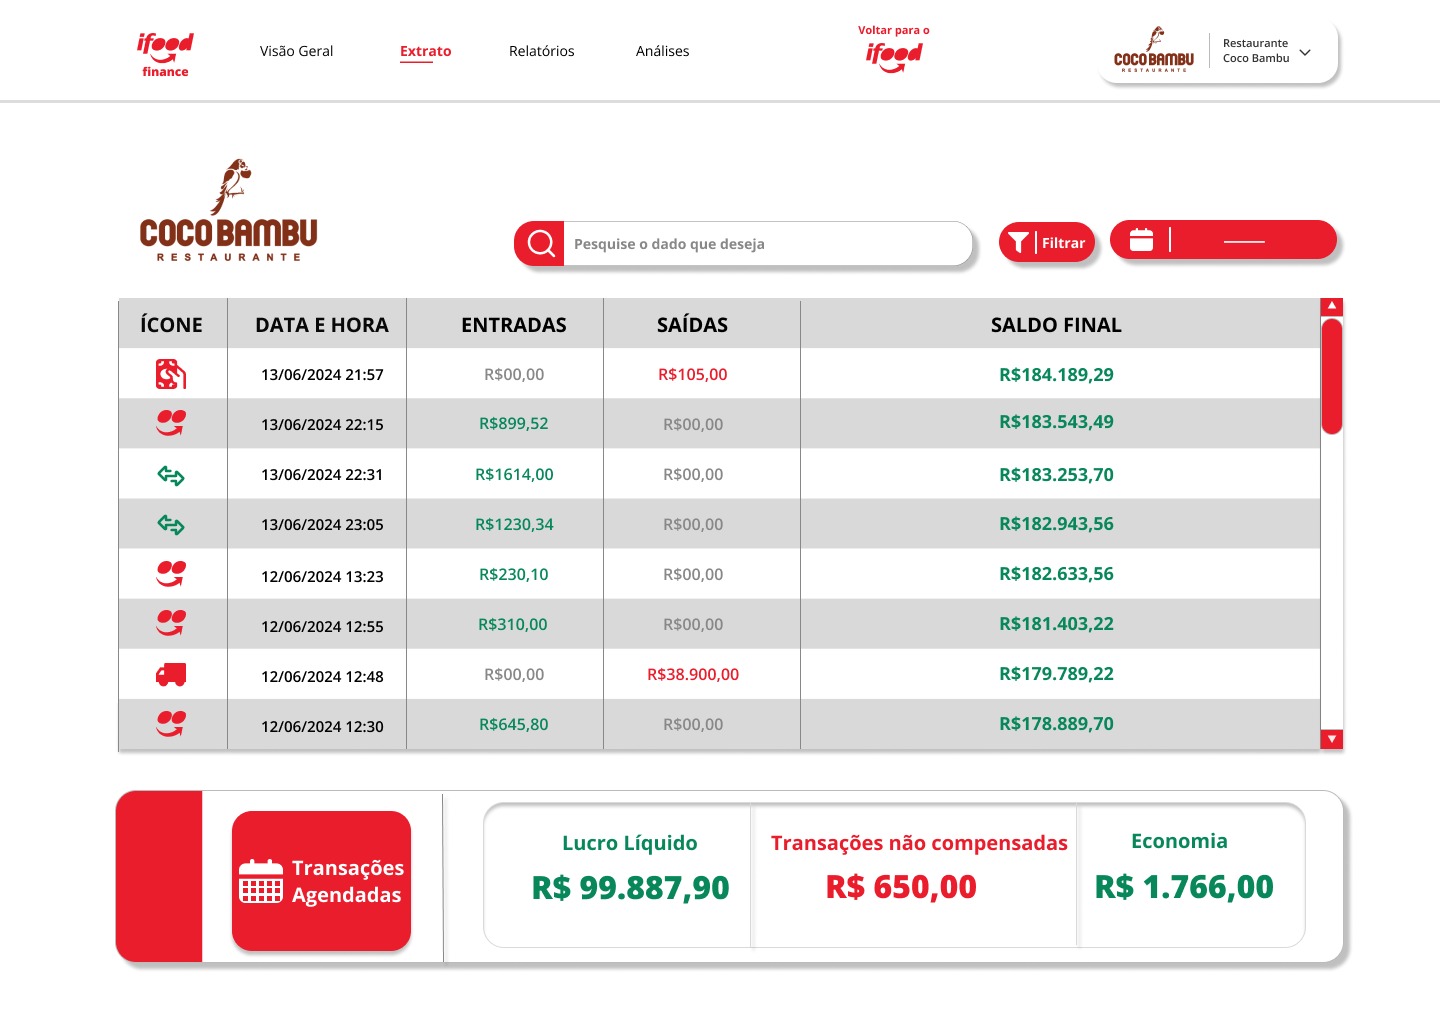 ifood
finance
Visão Geral
Extrato
Relatórios
Análises
Voltar para o
ifood
COCO BAMBU
RESTAURANTE
Restaurante
Coco Bambu
COCO BAMBU
RESTAURANTE
Pesquise o dado que deseja
Filtrar
ÍCONE DATA E HORA ENTRADAS SAÍDAS SALDO FINAL
13/06/2024 21:57 R$00,00 R$105,00 R$184.189,29
13/06/2024 22:15 R$899,52 R$00,00 R$183.543,49
13/06/2024 22:31 R$1614,00 R$00,00 R$183.253,70
13/06/2024 23:05 R$1230,34 R$00,00 R$182.943,56
12/06/2024 13:23 R$230,10 R$00,00 R$182.633,56
12/06/2024 12:55 R$310,00 R$00,00 R$181.403,22
12/06/2024 12:48 R$00,00 R$38.900,00 R$179.789,22
12/06/2024 12:30 R$645,80 R$00,00 R$178.889,70
Transações
Agendadas
Lucro Líquido
R$ 99.887,90
Transações não compensadas
R$ 650,00
Economia
R$ 1.766,00